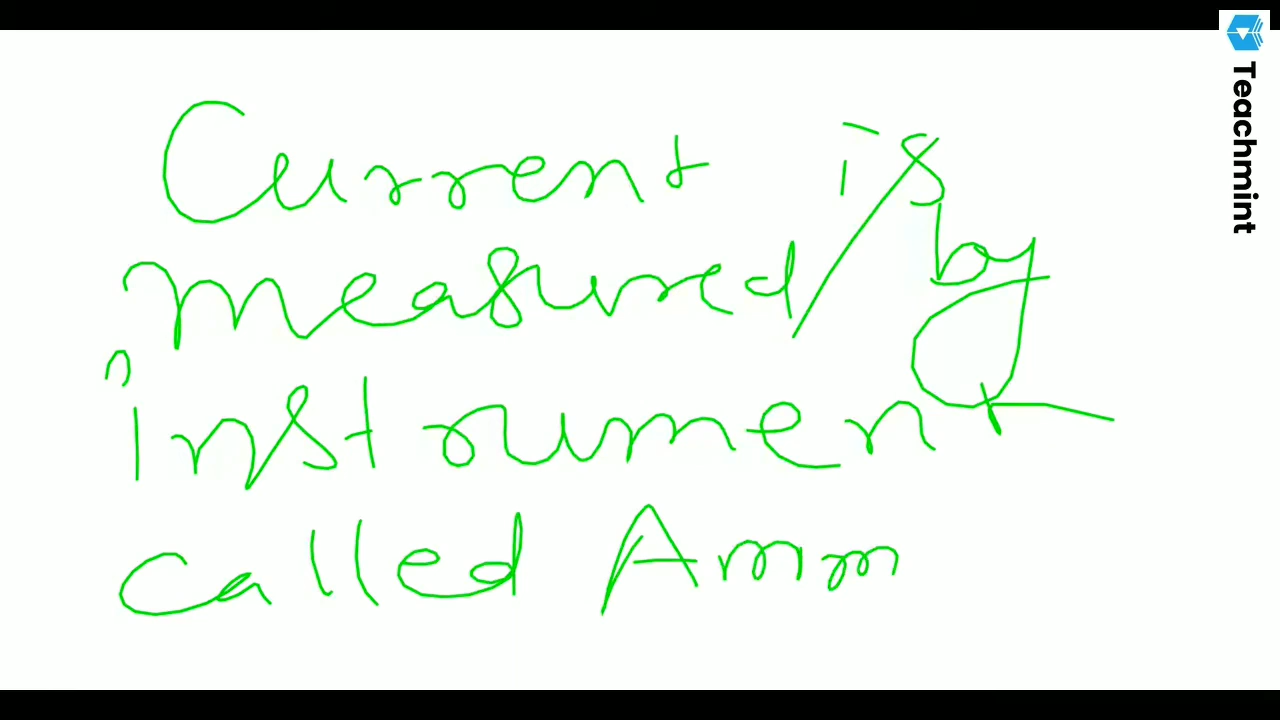 Current is
measured by
instrument
called Amm
Teachmint